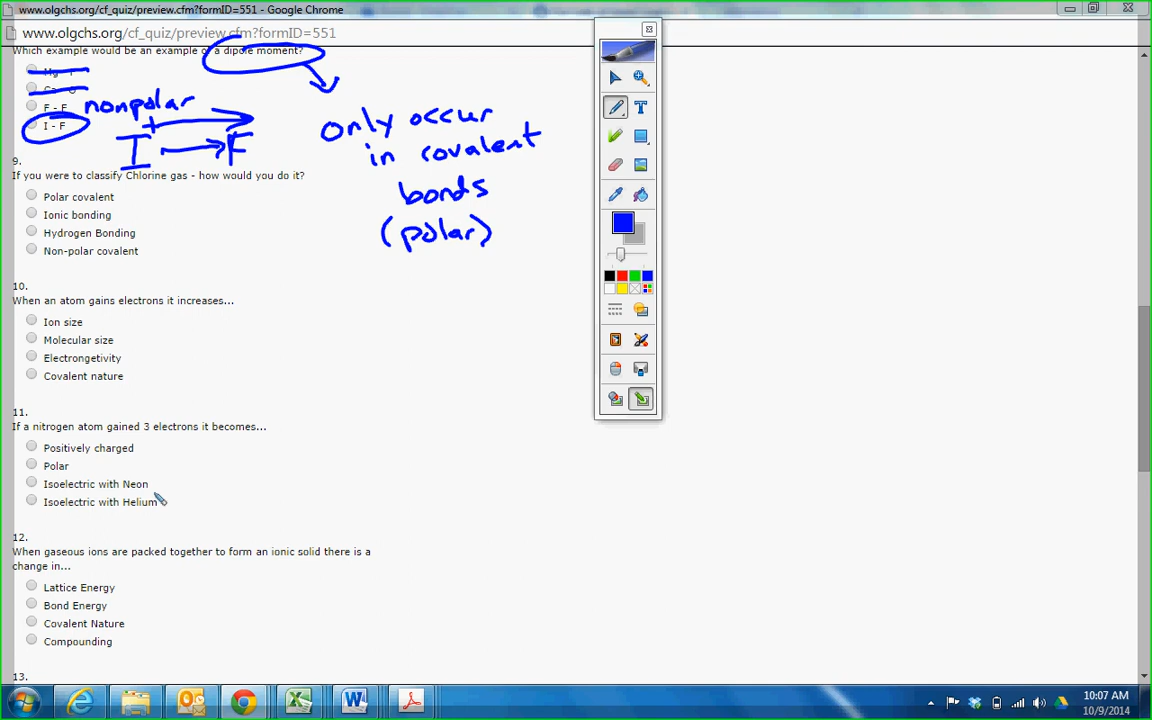 www.olgchs.org/cf_quiz/preview.cfm?formID=551 - Google Chrome
www.olgchs.org/cf_quiz/preview.cfm?formID=551
Which example would be an example of a dipole moment?
F - F
nonpolar
I - F
I F
only occur
in covalent
bonds
(polar)
9.
If you were to classify Chlorine gas - how would you do it?
Polar covalent
Ionic bonding
Hydrogen Bonding
Non-polar covalent
10.
When an atom gains electrons it increases...
Ion size
Molecular size
Electrongetivity
Covalent nature
11.
If a nitrogen atom gained 3 electrons it becomes...
Positively charged
Polar
Isoelectric with Neon
Isoelectric with Helium
12.
When gaseous ions are packed together to form an ionic solid there is a
change in...
Lattice Energy
Bond Energy
Covalent Nature
Compounding
13.
10:07 AM
10/9/2014